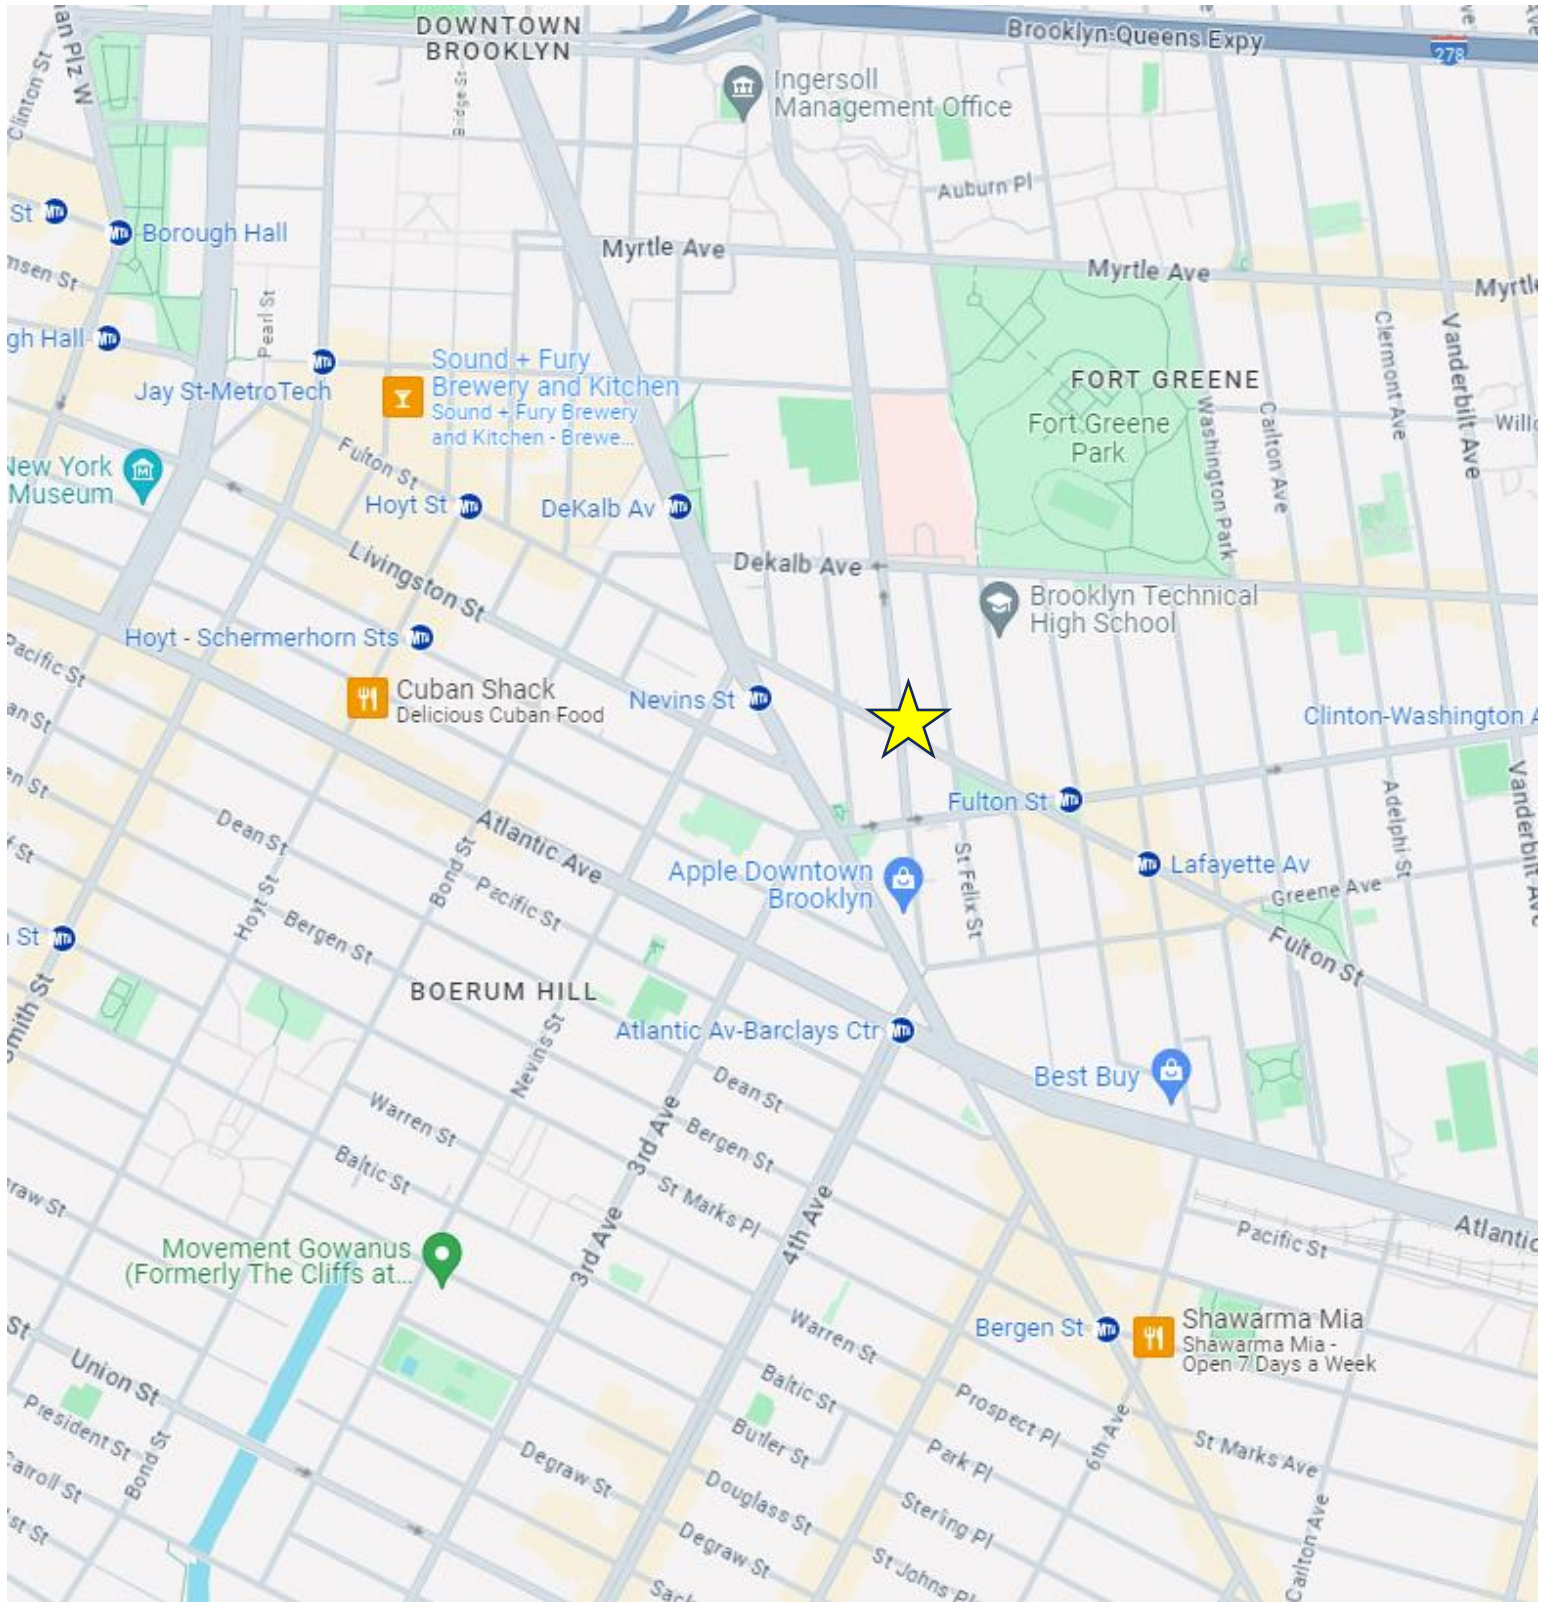 DOWNTOWN
BROOKLYN
Brooklyn-Queens Expy
278
Clinton St
Plz W
Bridge St
Ingersoll
Management Office
Auburn Pl
St
Borough Hall
Myrtle Ave
Myrtle Ave
Pearl St
Clermont Ave
Vanderbilt Ave
Jay St-MetroTech
Sound + Fury
Brewery and Kitchen
Sound + Fury Brewery
and Kitchen - Brewe...
FORT GREENE
Fort Greene
Park
Washington Park
Carlton Ave
New York
Museum
Fulton St
Hoyt St
DeKalb Av
Livingston St
Dekalb Ave
Brooklyn Technical
High School
Hoyt - Schermerhorn Sts
Pacific St
Cuban Shack
Delicious Cuban Food
Nevins St
Clinton-Washington A
Fulton St
Adelphi St
Vanderbilt Ave
Dean St
Atlantic Ave
Bond St
Hoyt St
Pacific St
Apple Downtown
Brooklyn
St Felix St
Lafayette Av
Greene Ave
Fulton St
Bergen St
St
BOERUM HILL
Smith St
Nevins St
Atlantic Av-Barclays Ctr
Best Buy
Dean St
Warren St
3rd Ave
Bergen St
Baltic St
St Marks Pl
4th Ave
Pacific St
Atlantic
Movement Gowanus
(Formerly The Cliffs at...
3rd Ave
Warren St
Bergen St
Shawarma Mia
Shawarma Mia -
Open 7 Days a Week
St
Union St
Baltic St
Prospect Pl
6th Ave
President St
Bond St
Butler St
Park Pl
St Marks Ave
Carroll St
Degraw St
Douglass St
Sterling Pl
Carlton Ave
Degraw St
St Johns Pl